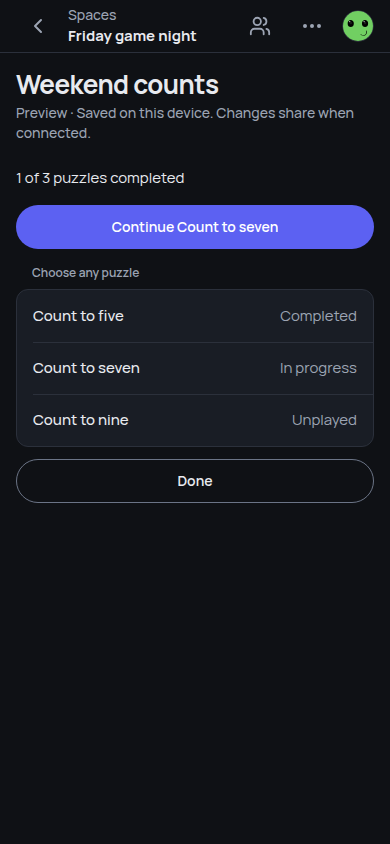 Spaces
Friday game night
Weekend counts
Preview · Saved on this device. Changes share when
connected.
1 of 3 puzzles completed
Continue Count to seven
Choose any puzzle
Count to five Completed
Count to seven In progress
Count to nine Unplayed
Done